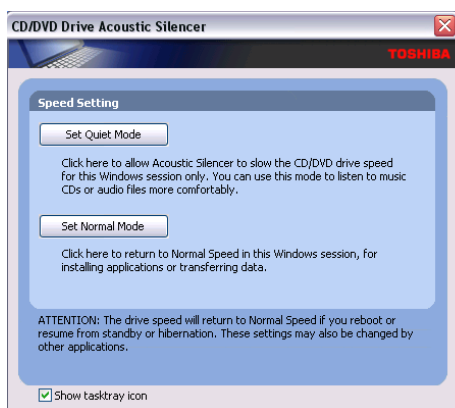 CD/DVD Drive Acoustic Silencer
TOSHIBA
Speed Setting
Set Quiet Mode
Click here to allow Acoustic Silencer to slow the CD/DVD drive speed
for this Windows session only. You can use this mode to listen to music
CDs or audio files more comfortably.
Set Normal Mode
Click here to return to Normal Speed in this Windows session, for
installing applications or transferring data.
ATTENTION: The drive speed will return to Normal Speed if you reboot or
resume from standby or hibernation. These settings may also be changed by
other applications.
Show tasktray icon